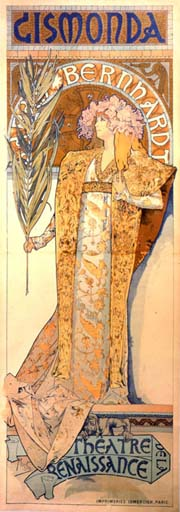 GISMONDA
BERNHARDT
THEATRE
DE LA
RENAISSANCE
IMPRIMERIES LEMERCIER, PARIS.